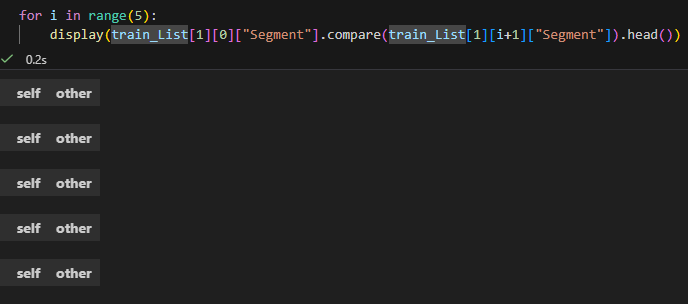 for i in range(5):
    display(train_List[1][0]["Segment"].compare(train_List[1][i+1]["Segment"]).head())
0.2s
self other
self other
self other
self other
self other